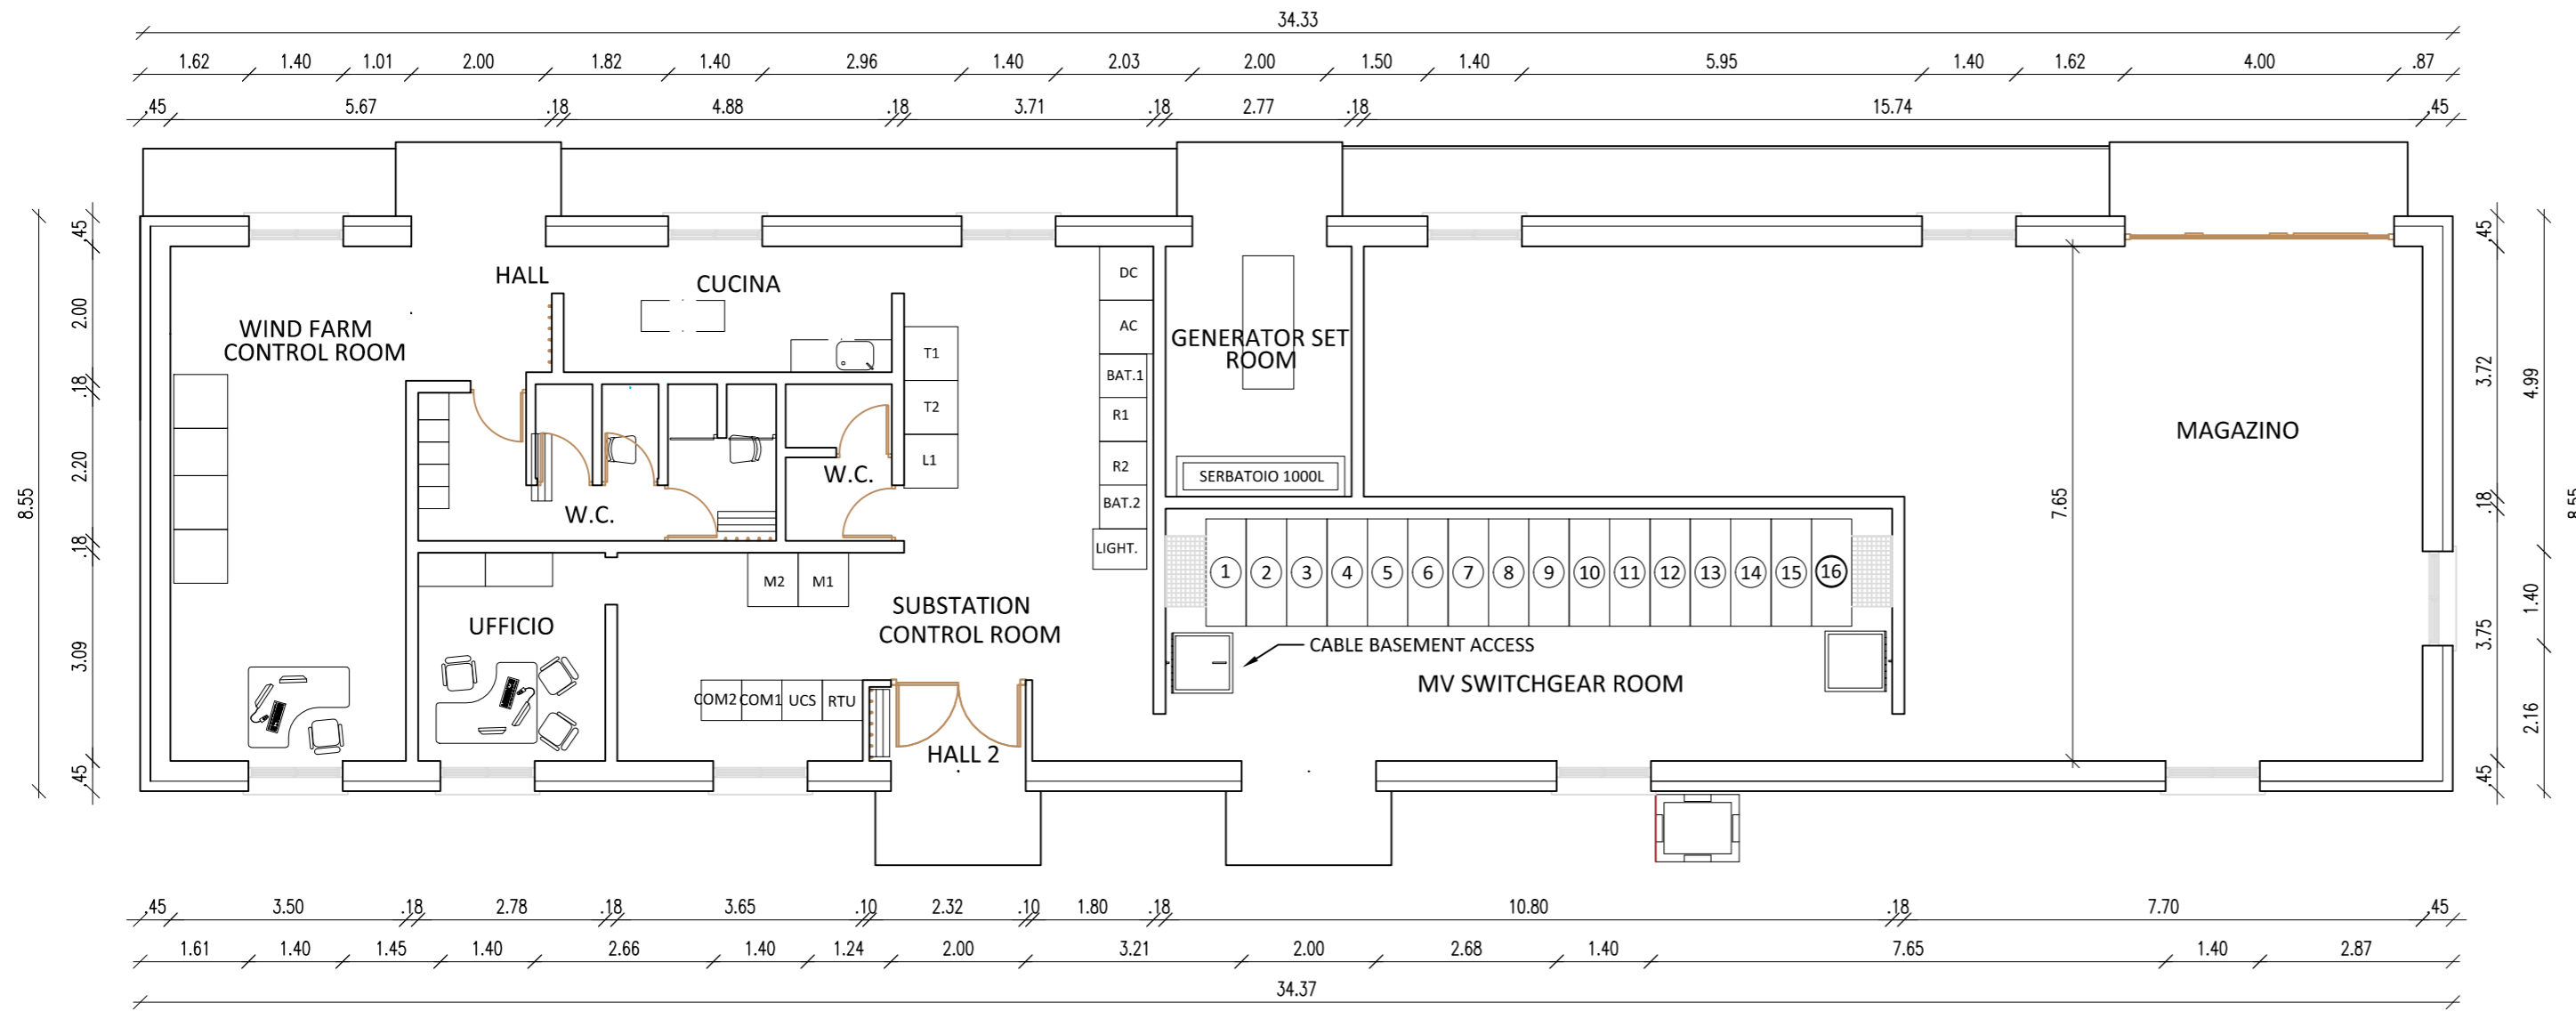 34.33
1.62 1.40 1.01 2.00 1.82 1.40 2.96 1.40 2.03 2.00 1.50 1.40 5.95 1.40 1.62 4.00 .87
.45 5.67 .18 4.88 .18 3.71 .18 2.77 .18 15.74 .45
8.55
.45
2.00
.18
2.20
.18
3.09
.45
HALL
CUCINA
WIND FARM
CONTROL ROOM
W.C.
W.C.
UFFICIO
T1
T2
L1
DC
AC
BAT.1
R1
R2
BAT.2
LIGHT.
M2 M1
SUBSTATION
CONTROL ROOM
COM2 COM1 UCS RTU
HALL 2
GENERATOR SET
ROOM
SERBATOIO 1000L
1 2 3 4 5 6 7 8 9 10 11 12 13 14 15 16
CABLE BASEMENT ACCESS
MV SWITCHGEAR ROOM
7.65
MAGAZINO
.45
3.72
.18
3.75
.45
4.99
1.40
2.16
8.55
.45 3.50 .18 2.78 .18 3.65 .10 2.32 .10 1.80 .18 10.80 .18 7.70 .45
1.61 1.40 1.45 1.40 2.66 1.40 1.24 2.00 3.21 2.00 2.68 1.40 7.65 1.40 2.87
34.37